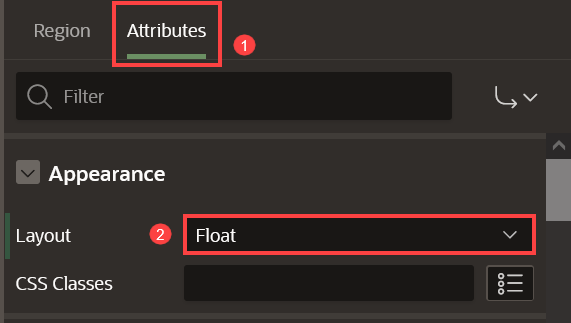 Region Attributes 1
Filter
Appearance
Layout 2 Float
CSS Classes